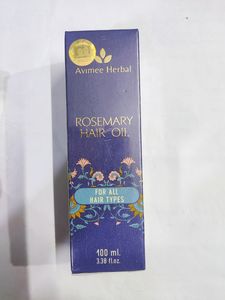 Avimee Herbal
ROSEMARY
HAIR OIL
FOR ALL
HAIR TYPES
100 ml.
3.38 fl.oz.